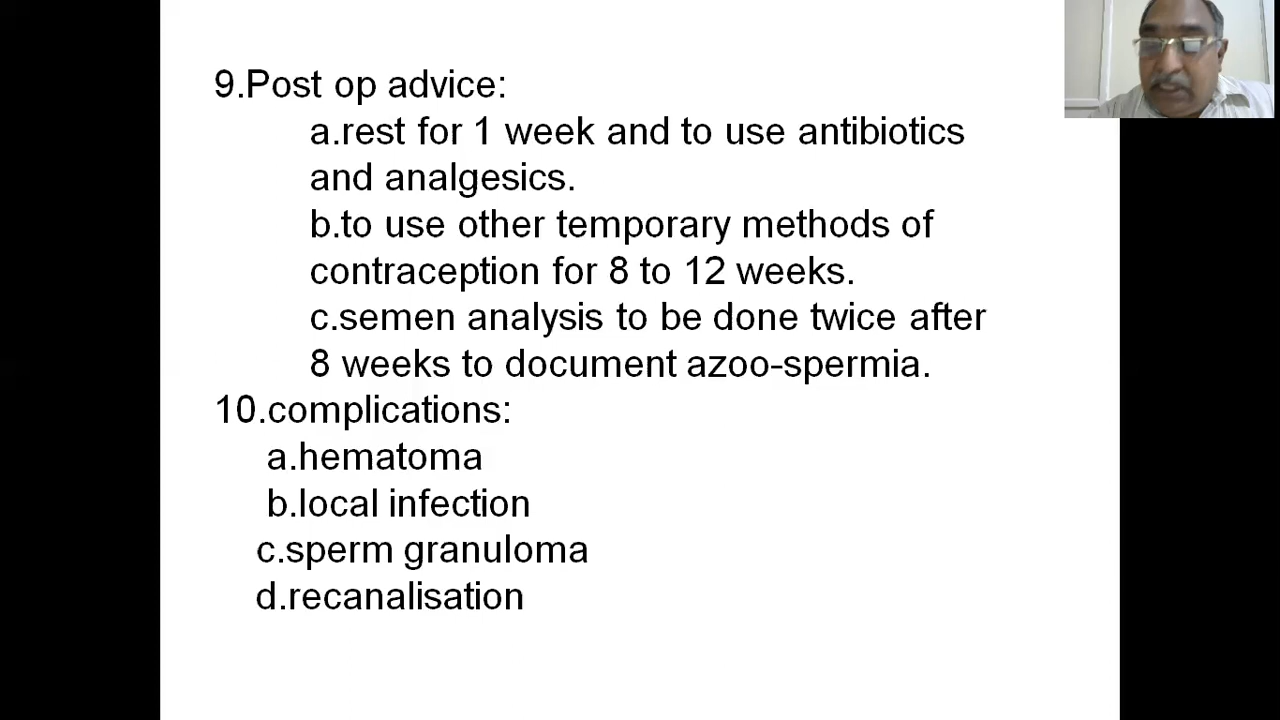 9.Post op advice:
a.rest for 1 week and to use antibiotics
and analgesics.
b.to use other temporary methods of
contraception for 8 to 12 weeks.
c.semen analysis to be done twice after
8 weeks to document azoo-spermia.
10.complications:
a.hematoma
b.local infection
c.sperm granuloma
d.recanalisation